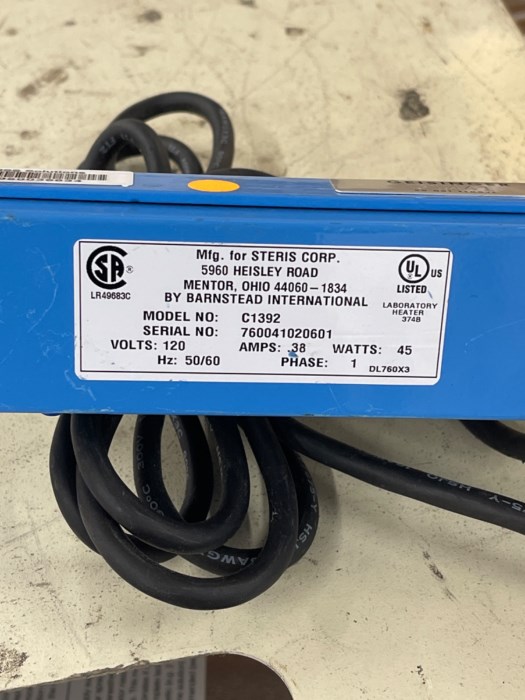 Mfg. for STERIS CORP.
5960 HEISLEY ROAD
MENTOR, OHIO 44060-1834
BY BARNSTEAD INTERNATIONAL
LR49683C
UL US
LISTED
LABORATORY
HEATER
374B
MODEL NO: C1392
SERIAL NO: 760041020601
VOLTS: 120 AMPS: .38 WATTS: 45
Hz: 50/60 PHASE: 1 DL760X3